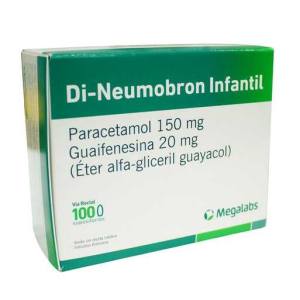 Di-Neumobron Infantil
Paracetamol 150 mg
Guaifenesina 20 mg
(Éter alfa-gliceril guayacol)
Vía Rectal
100
Megalabs